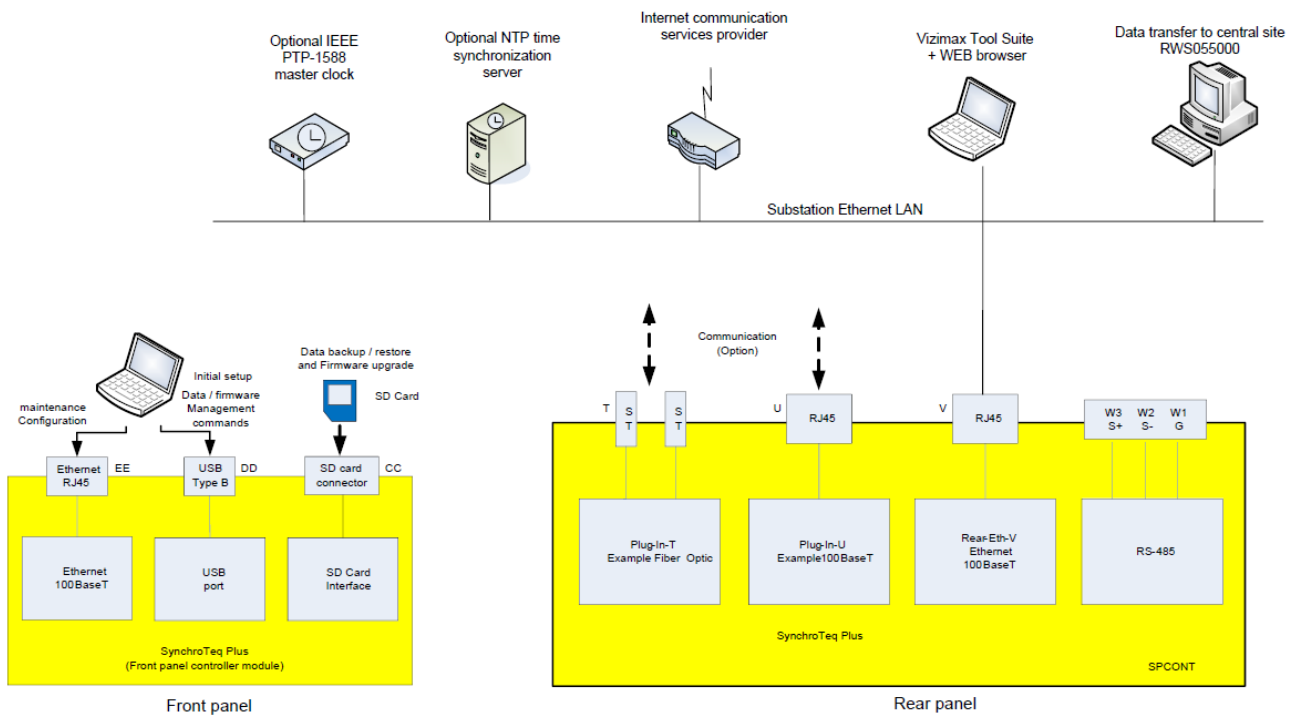 Optional IEEE
PTP-1588
master clock
Optional NTP time
synchronization
server
Internet communication
services provider
Vizimax Tool Suite
+ WEB browser
Data transfer to central site
RWS055000
Substation Ethernet LAN
Initial setup
Data / firmware
Management
commands
maintenance
Configuration
Data backup / restore
and Firmware upgrade
SD Card
Ethernet
RJ45
EE
USB
Type B
DD
SD card
connector
CC
Ethernet
100BaseT
USB
port
SD Card
Interface
SynchroTeq Plus
(Front panel controller module)
Front panel
Communication
(Option)
T
S
T
S
T
U
RJ45
V
RJ45
W3
S+
W2
S-
W1
G
Plug-In-T
Example Fiber Optic
Plug-In-U
Example100BaseT
Rear-Eth-V
Ethernet
100BaseT
RS-485
SynchroTeq Plus
SPCONT
Rear panel